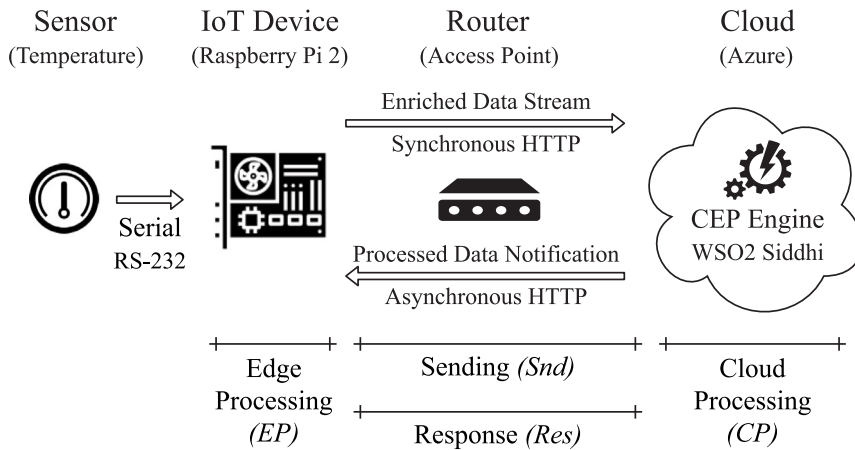 Sensor
(Temperature)
IoT Device
(Raspberry Pi 2)
Router
(Access Point)
Cloud
(Azure)
Enriched Data Stream
Synchronous HTTP
Serial
RS-232
Processed Data Notification
Asynchronous HTTP
CEP Engine
WSO2 Siddhi
Edge
Processing
(EP)
Sending (Snd)
Response (Res)
Cloud
Processing
(CP)